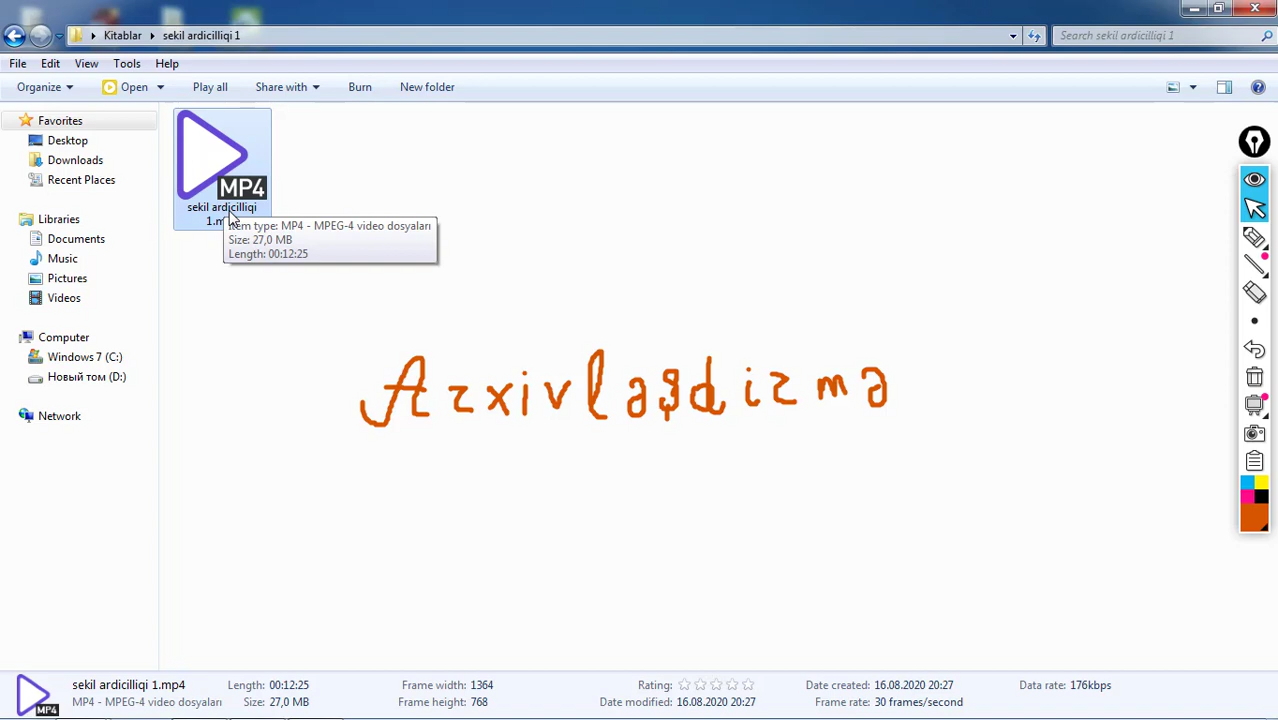 Kitablar sekil ardicilliqi 1 Search sekil ardicilliqi 1
File Edit View Tools Help
Organize Open Play all Share with Burn New folder
Favorites
Desktop
Downloads
Recent Places
Libraries
Documents
Music
Pictures
Videos
Computer
Windows 7 (C:)
Новый том (D:)
Network
MP4
sekil ardicilliqi
1.m
Item type: MP4 - MPEG-4 video dosyaları
Size: 27,0 MB
Length: 00:12:25
Arxivləşdirmə
sekil ardicilliqi 1.mp4 Length: 00:12:25 Frame width: 1364 Rating: Date created: 16.08.2020 20:27 Data rate: 176kbps
MP4 - MPEG-4 video dosyaları Size: 27,0 MB Frame height: 768 Date modified: 16.08.2020 20:27 Frame rate: 30 frames/second
MP4